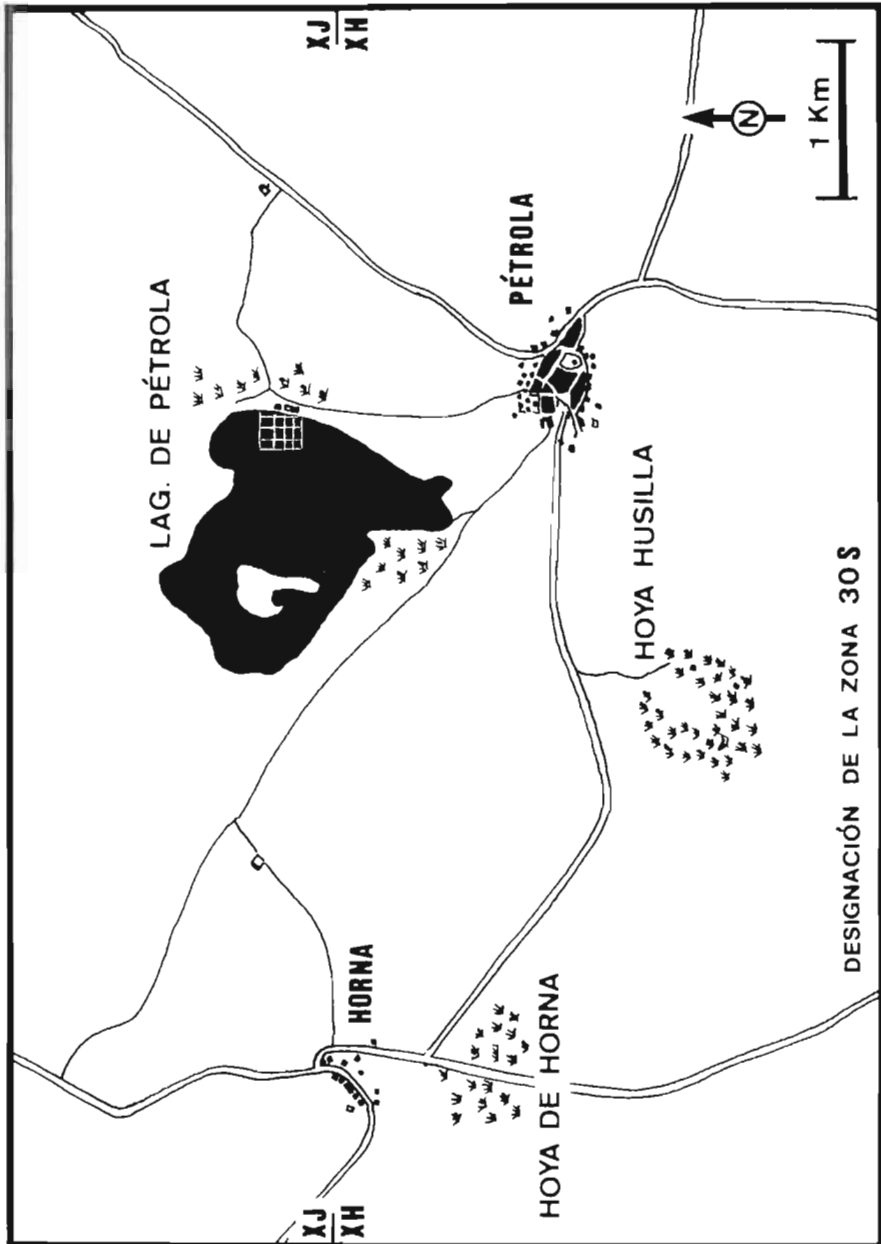 LAG. DE PÉTROLA
XJ
XH
XJ
XH
HORNA
PÉTROLA
HOYA DE HORNA
HOYA HUSILLA
N
1 Km
DESIGNACIÓN DE LA ZONA 30S